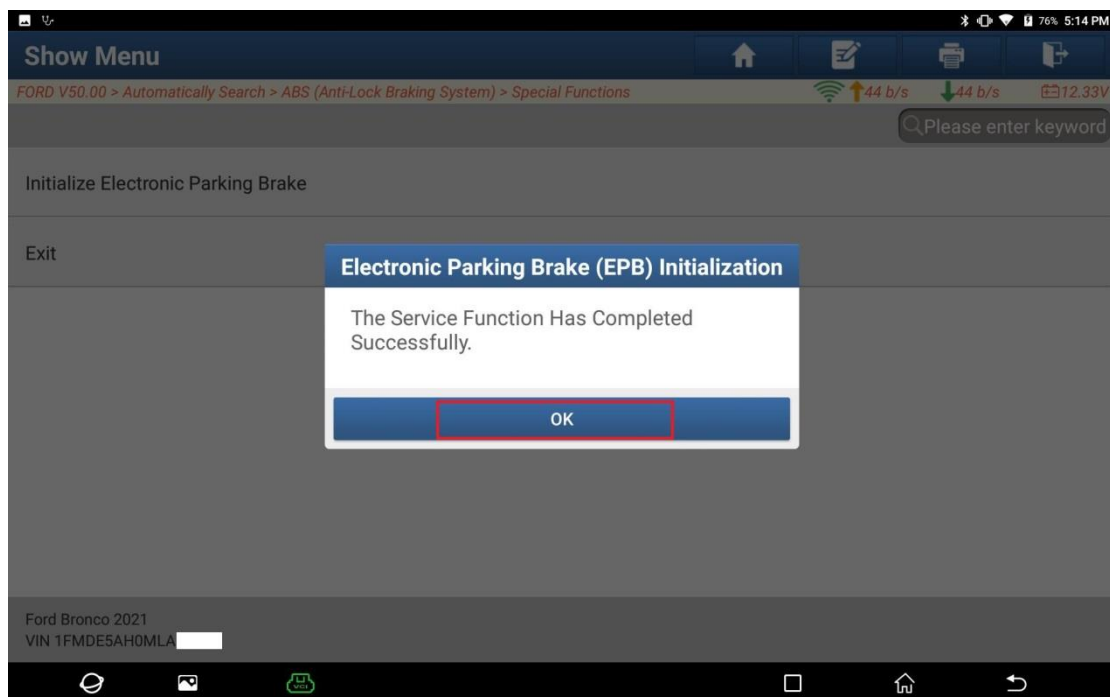 76% 5:14 PM
Show Menu
FORD V50.00 > Automatically Search > ABS (Anti-Lock Braking System) > Special Functions
44 b/s 44 b/s 12.33V
Please enter keyword
Initialize Electronic Parking Brake
Exit
Electronic Parking Brake (EPB) Initialization
The Service Function Has Completed
Successfully.
OK
Ford Bronco 2021
VIN 1FMDE5AH0MLA
VCI